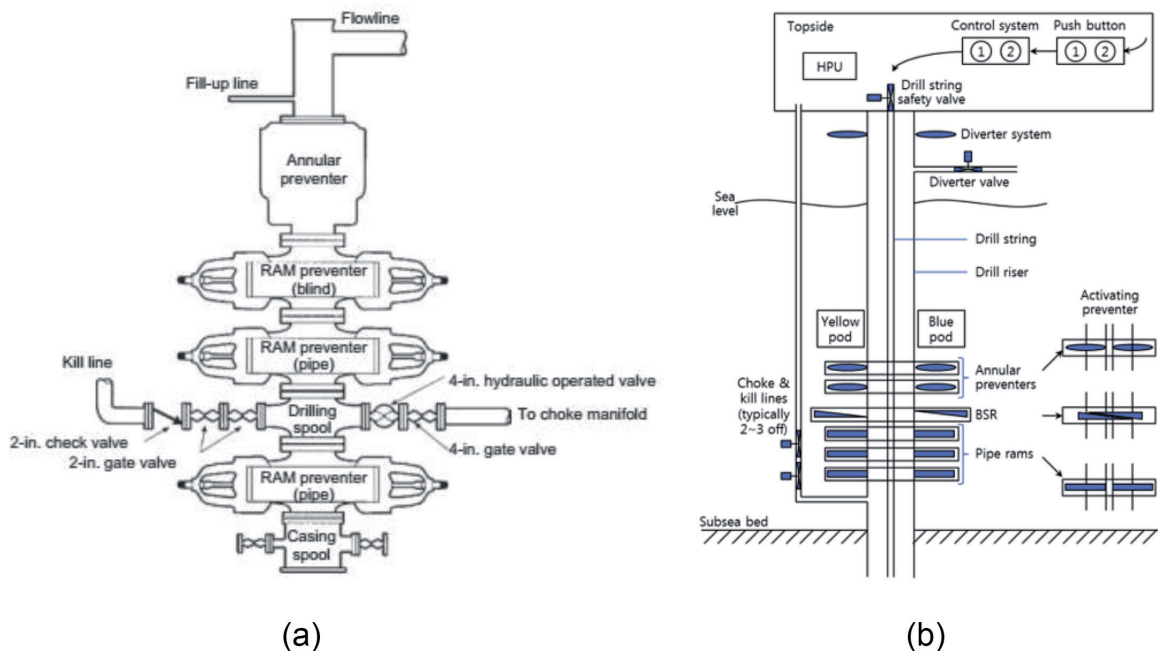 Flowline
Fill-up line
Annular
preventer
RAM preventer
(blind)
RAM preventer
(pipe)
Kill line
4-in. hydraulic operated valve
Drilling
spool
To choke manifold
2-in. check valve
2-in. gate valve
4-in. gate valve
RAM preventer
(pipe)
Casing
spool
(a)
Topside
Control system
Push button
1 2
1 2
HPU
Drill string
safety valve
Diverter system
Diverter valve
Sea
level
Drill string
Drill riser
Activating
preventer
Yellow
pod
Blue
pod
Annular
preventers
Choke &
kill lines
(typically
2~3 off)
BSR
Pipe rams
Subsea bed
(b)